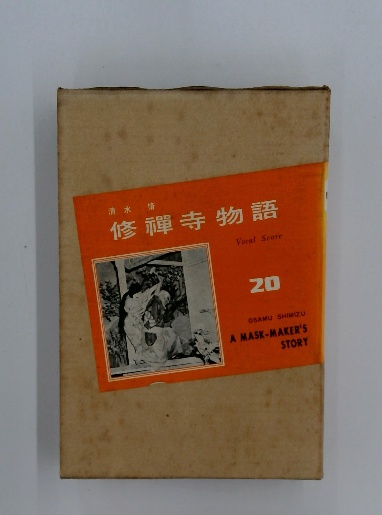 清水 脩
修禪寺物語
Vocal Score
20
OSAMU SHIMIZU
A MASK-MAKER'S
STORY